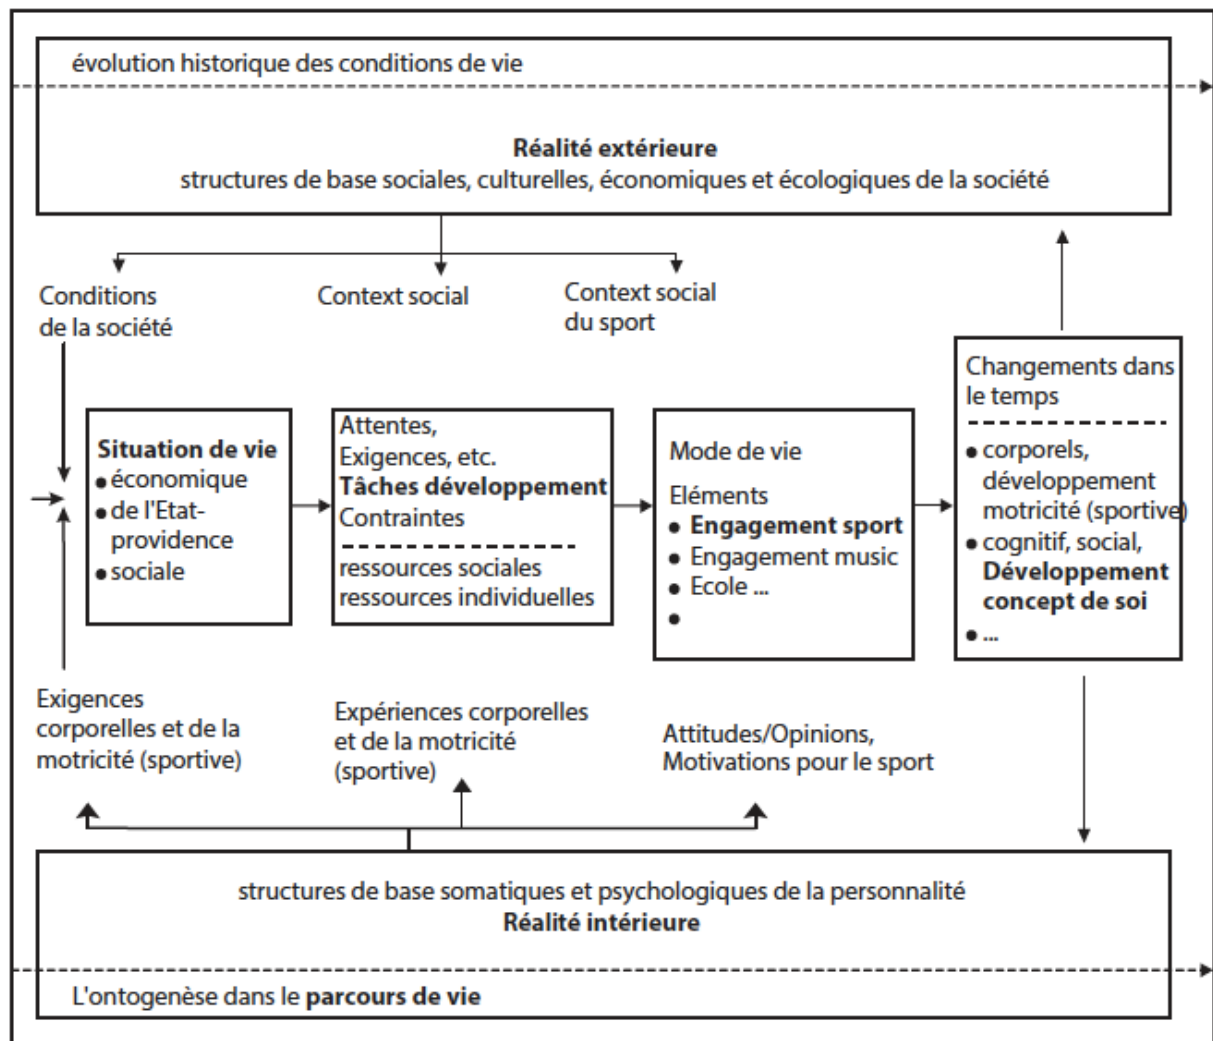 évolution historique des conditions de vie
Réalité extérieure
structures de base sociales, culturelles, économiques et écologiques de la société
Conditions
de la société
Context social
Context social
du sport
Situation de vie
• économique
• de l'Etat-
providence
• sociale
Attentes,
Exigences, etc.
Tâches développement
Contraintes
ressources sociales
ressources individuelles
Mode de vie
Eléments
• Engagement sport
• Engagement music
• Ecole ...
•
Changements dans
le temps
• corporels,
développement
motricité (sportive)
• cognitif, social,
Développement
concept de soi
• ...
Exigences
corporelles et de la
motricité (sportive)
Expériences corporelles
et de la motricité
(sportive)
Attitudes/Opinions,
Motivations pour le sport
structures de base somatiques et psychologiques de la personnalité
Réalité intérieure
L'ontogenèse dans le parcours de vie